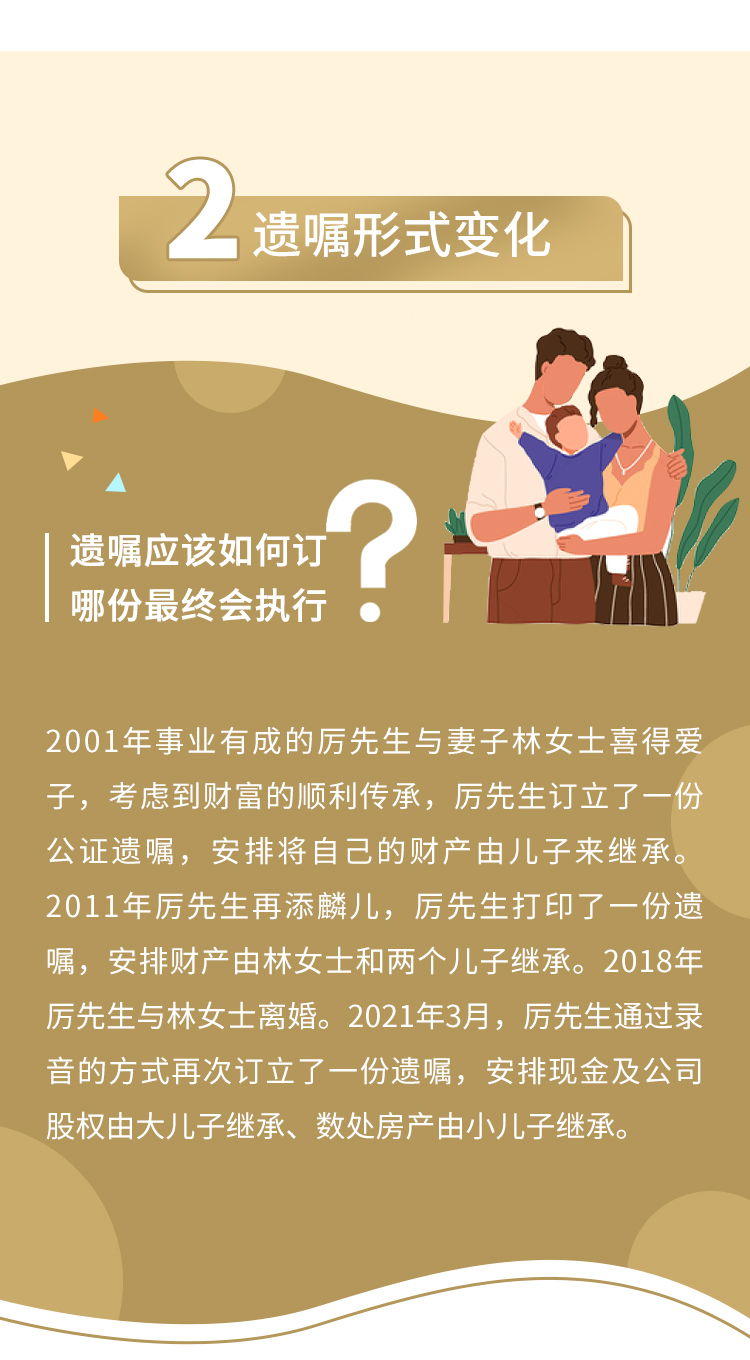 2 遗嘱形式变化
遗嘱应该如何订
哪份最终会执行
?
2001年事业有成的厉先生与妻子林女士喜得爱
子，考虑到财富的顺利传承，厉先生订立了一份
公证遗嘱，安排将自己的财产由儿子来继承。
2011年厉先生再添麟儿，厉先生打印了一份遗
嘱，安排财产由林女士和两个儿子继承。2018年
厉先生与林女士离婚。2021年3月，厉先生通过录
音的方式再次订立了一份遗嘱，安排现金及公司
股权由大儿子继承、数处房产由小儿子继承。